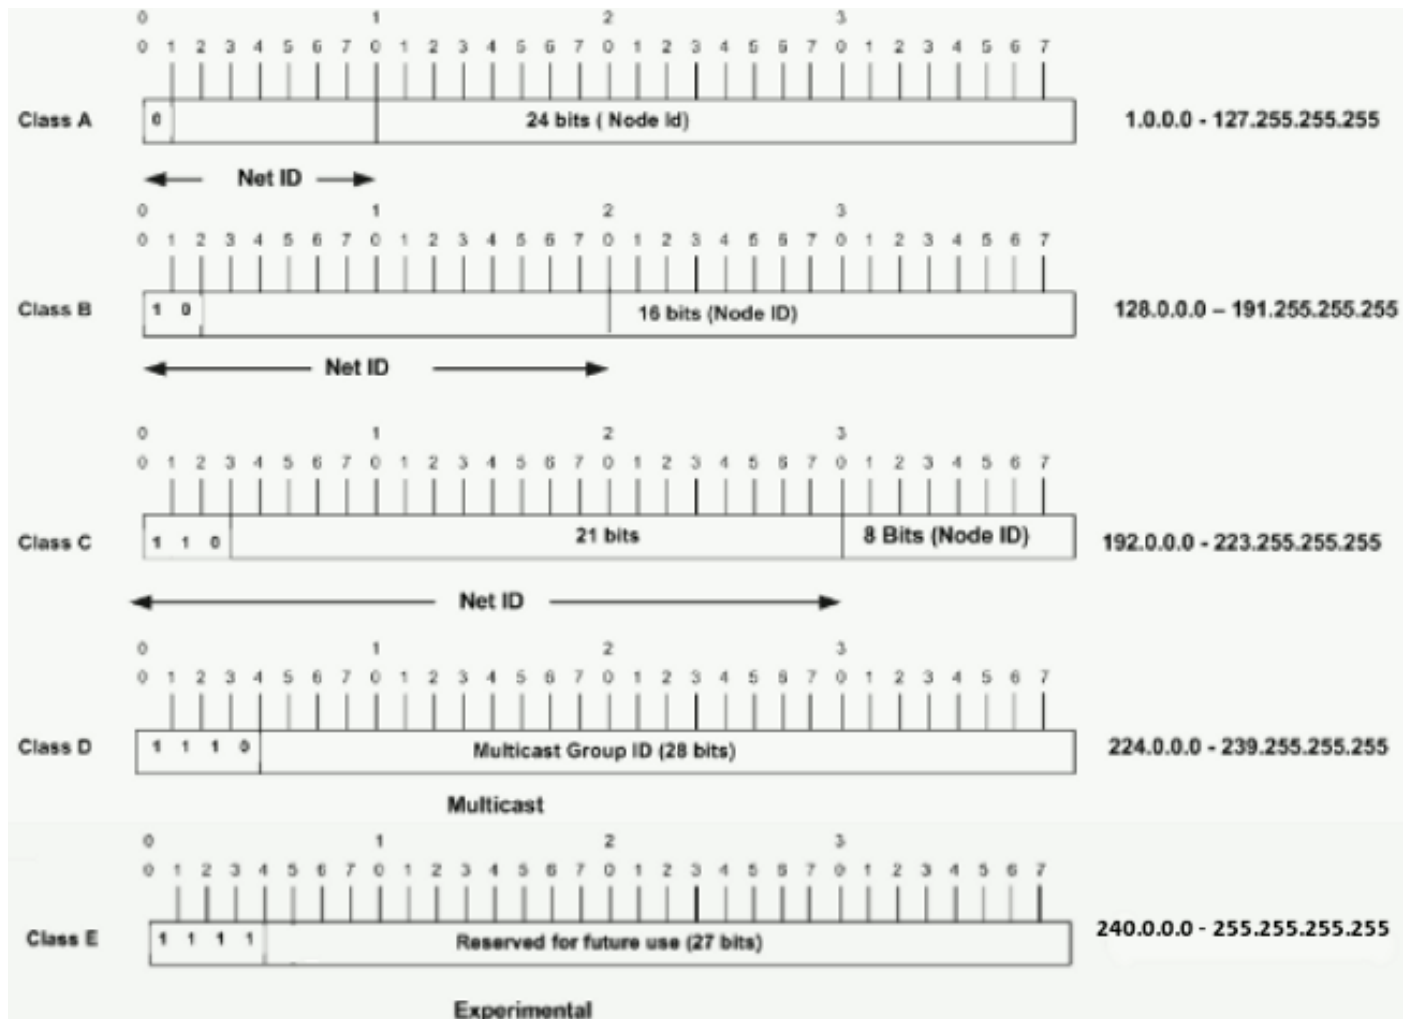 0 1 2 3
0 1 2 3 4 5 6 7 0 1 2 3 4 5 6 7 0 1 2 3 4 5 6 7 0 1 2 3 4 5 6 7
Class A 0 24 bits ( Node Id) 1.0.0.0 - 127.255.255.255
Net ID
0 1 2 3
0 1 2 3 4 5 6 7 0 1 2 3 4 5 6 7 0 1 2 3 4 5 6 7 0 1 2 3 4 5 6 7
Class B 1 0 16 bits (Node ID) 128.0.0.0 – 191.255.255.255
Net ID
0 1 2 3
0 1 2 3 4 5 6 7 0 1 2 3 4 5 6 7 0 1 2 3 4 5 6 7 0 1 2 3 4 5 6 7
Class C 1 1 0 21 bits 8 Bits (Node ID) 192.0.0.0 - 223.255.255.255
Net ID
0 1 2 3
0 1 2 3 4 5 6 7 0 1 2 3 4 5 6 7 0 1 2 3 4 5 6 7 0 1 2 3 4 5 6 7
Class D 1 1 1 0 Multicast Group ID (28 bits) 224.0.0.0 - 239.255.255.255
Multicast
0 1 2 3
0 1 2 3 4 5 6 7 0 1 2 3 4 5 6 7 0 1 2 3 4 5 6 7 0 1 2 3 4 5 6 7
Class E 1 1 1 1 Reserved for future use (27 bits) 240.0.0.0 - 255.255.255.255
Experimental